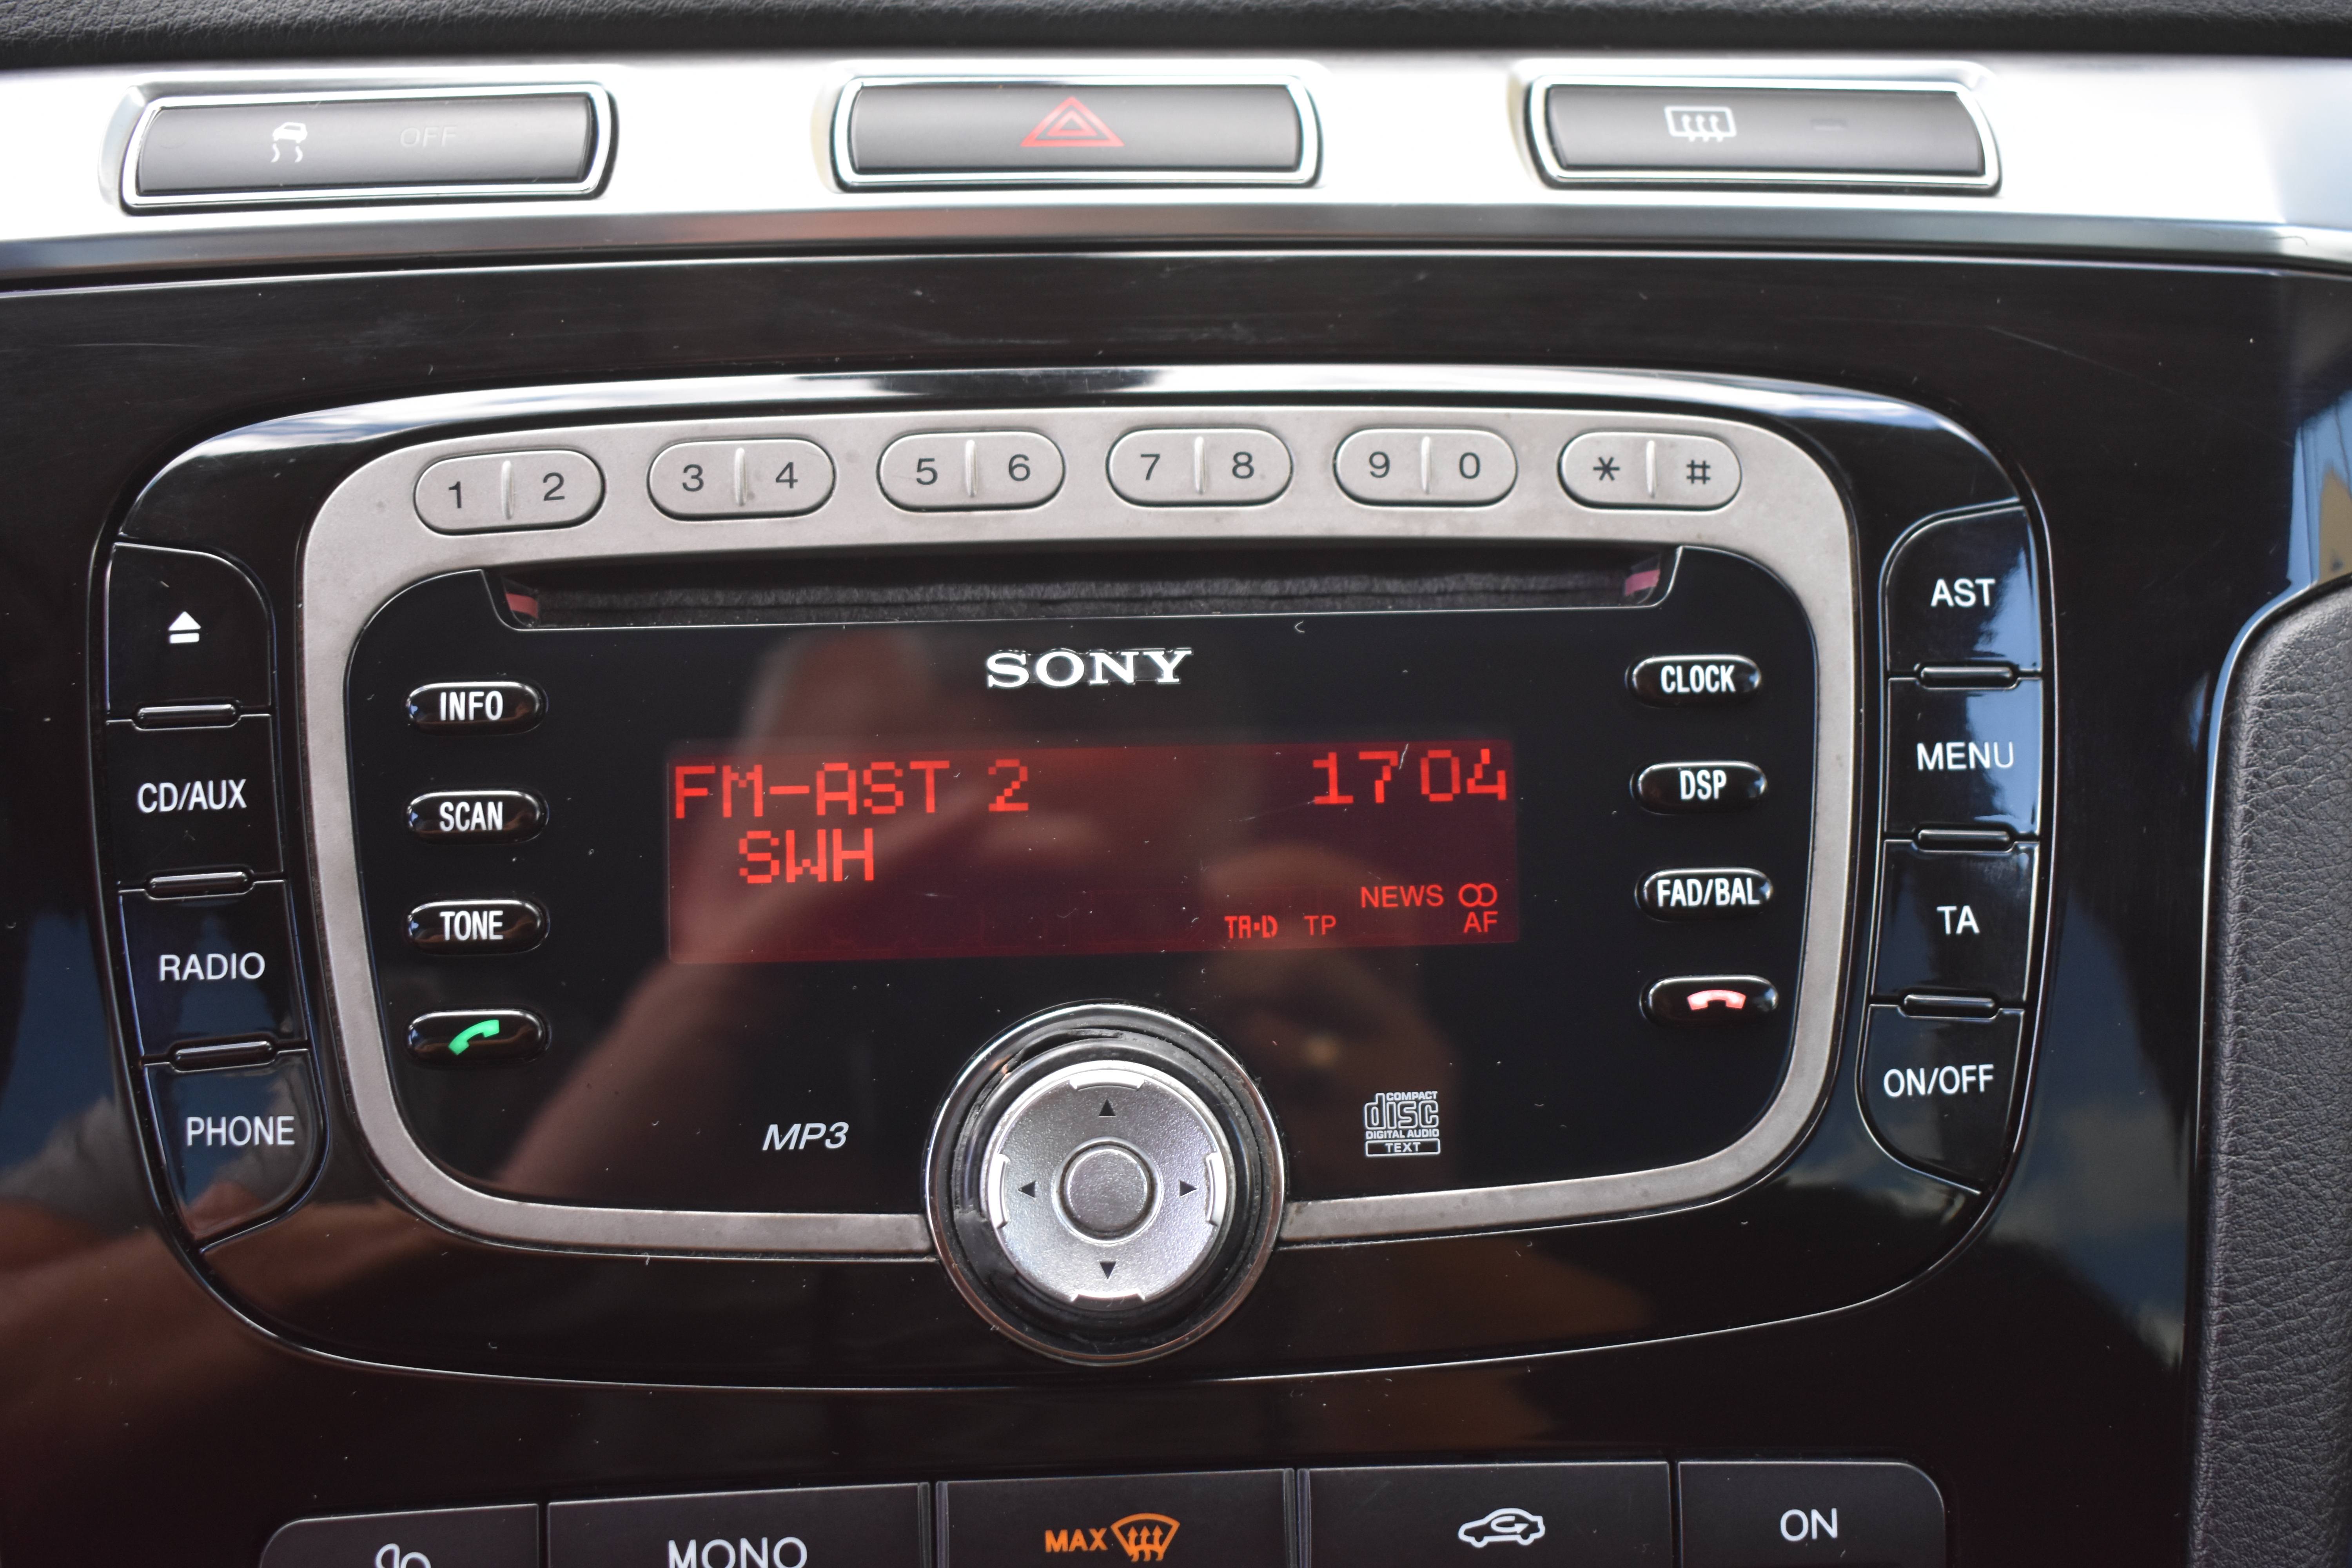 OFF
1 2 3 4 5 6 7 8 9 0 * #
SONY
INFO
SCAN
TONE
CD/AUX
RADIO
PHONE
FM-AST 2 1704
SWH
NEWS
TA·D TP AF
CLOCK
DSP
FAD/BAL
AST
MENU
TA
ON/OFF
MP3
COMPACT
disc
DIGITAL AUDIO
TEXT
MONO
MAX
ON